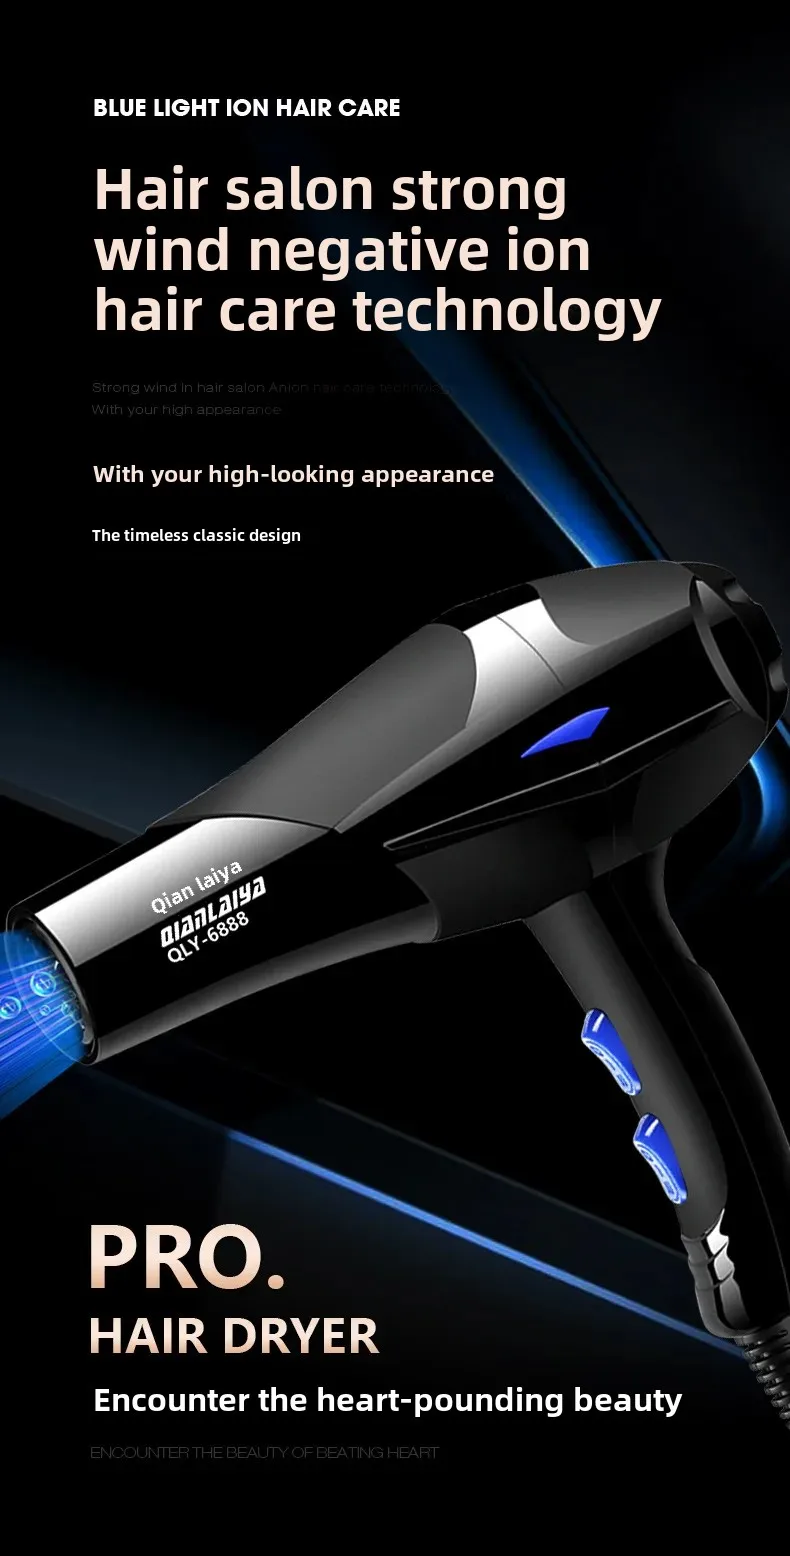 BLUE LIGHT ION HAIR CARE
Hair salon strong
wind negative ion
hair care technology
Strong wind in hair salon Anion hair care technology
With your high appearance
With your high-looking appearance
The timeless classic design
Qian laiya
QIANLAIYA
QLY-6888
PRO.
HAIR DRYER
Encounter the heart-pounding beauty
ENCOUNTER THE BEAUTY OF BEATING HEART